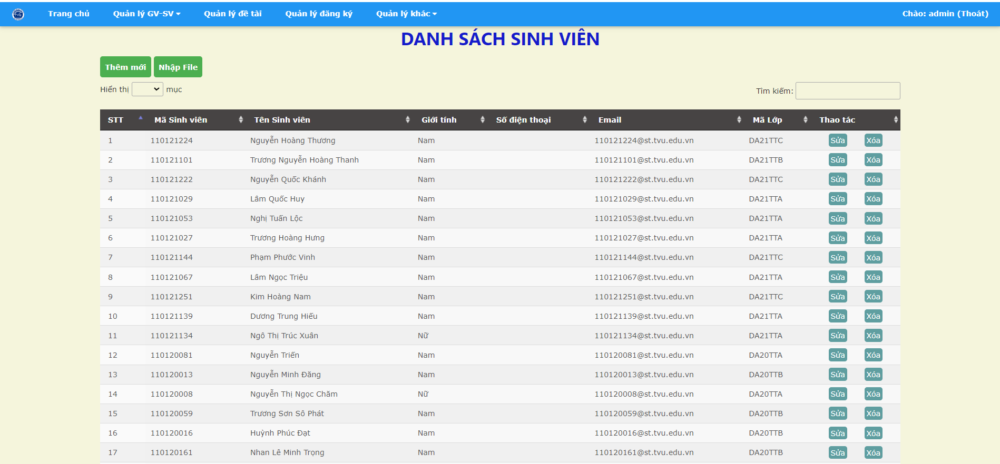 Trang chủ Quản lý GV-SV Quản lý đề tài Quản lý đăng ký Quản lý khác Chào: admin (Thoát)
DANH SÁCH SINH VIÊN
Thêm mới Nhập File
Hiển thị mục Tìm kiếm:
STT Mã Sinh viên Tên Sinh viên Giới tính Số điện thoại Email Mã Lớp Thao tác
1 110121224 Nguyễn Hoàng Thương Nam 110121224@st.tvu.edu.vn DA21TTC Sửa Xóa
2 110121101 Trương Nguyễn Hoàng Thanh Nam 110121101@st.tvu.edu.vn DA21TTB Sửa Xóa
3 110121222 Nguyễn Quốc Khánh Nam 110121222@st.tvu.edu.vn DA21TTC Sửa Xóa
4 110121029 Lâm Quốc Huy Nam 110121029@st.tvu.edu.vn DA21TTA Sửa Xóa
5 110121053 Nghị Tuấn Lộc Nam 110121053@st.tvu.edu.vn DA21TTA Sửa Xóa
6 110121027 Trương Hoàng Hưng Nam 110121027@st.tvu.edu.vn DA21TTA Sửa Xóa
7 110121144 Phạm Phước Vinh Nam 110121144@st.tvu.edu.vn DA21TTC Sửa Xóa
8 110121067 Lâm Ngọc Triệu Nam 110121067@st.tvu.edu.vn DA21TTA Sửa Xóa
9 110121251 Kim Hoàng Nam Nam 110121251@st.tvu.edu.vn DA21TTC Sửa Xóa
10 110121139 Dương Trung Hiếu Nam 110121139@st.tvu.edu.vn DA21TTA Sửa Xóa
11 110121134 Ngô Thị Trúc Xuân Nữ 110121134@st.tvu.edu.vn DA21TTA Sửa Xóa
12 110120081 Nguyễn Triển Nam 110120081@st.tvu.edu.vn DA20TTA Sửa Xóa
13 110120013 Nguyễn Minh Đăng Nam 110120013@st.tvu.edu.vn DA20TTB Sửa Xóa
14 110120008 Nguyễn Thị Ngọc Chăm Nữ 110120008@st.tvu.edu.vn DA20TTA Sửa Xóa
15 110120059 Trương Sơn Sô Phát Nam 110120059@st.tvu.edu.vn DA20TTB Sửa Xóa
16 110120016 Huỳnh Phúc Đạt Nam 110120016@st.tvu.edu.vn DA20TTB Sửa Xóa
17 110120161 Nhan Lê Minh Trọng Nam 110120161@st.tvu.edu.vn DA20TTB Sửa Xóa